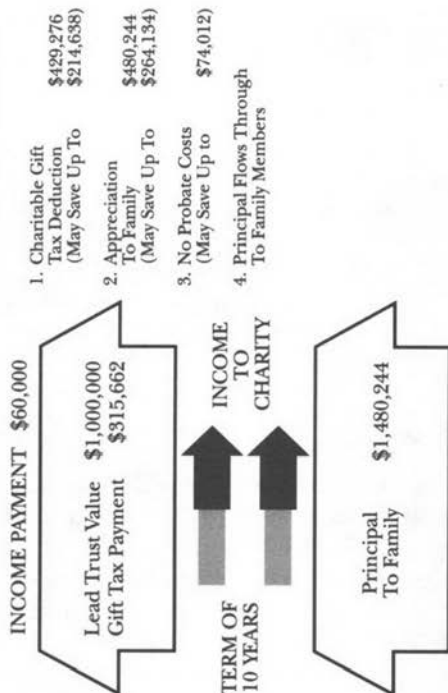 INCOME PAYMENT $60,000
Lead Trust Value $1,000,000
Gift Tax Payment $315,662
TERM OF
10 YEARS
INCOME
TO
CHARITY
Principal
To Family $1,480,244
1. Charitable Gift
Tax Deduction $429,276
(May Save Up To $214,638)
2. Appreciation
To Family $480,244
(May Save Up To $264,134)
3. No Probate Costs
(May Save Up to $74,012)
4. Principal Flows Through
To Family Members